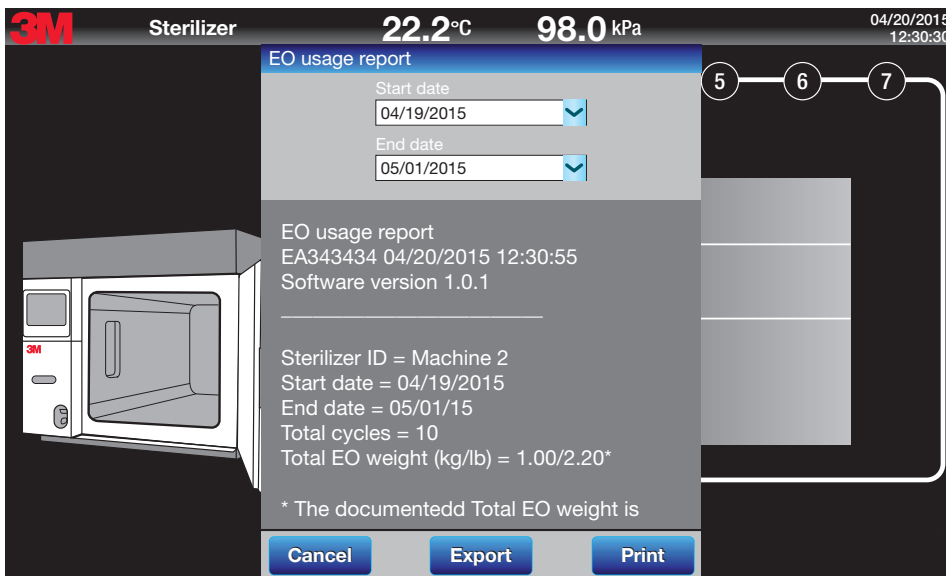 3M Sterilizer 22.2°C 98.0 kPa 04/20/2015
12:30:30
EO usage report
Start date
04/19/2015
End date
05/01/2015
5 6 7
EO usage report
EA343434 04/20/2015 12:30:55
Software version 1.0.1
Sterilizer ID = Machine 2
Start date = 04/19/2015
End date = 05/01/15
Total cycles = 10
Total EO weight (kg/lb) = 1.00/2.20*
* The documentedd Total EO weight is
3M
Cancel Export Print